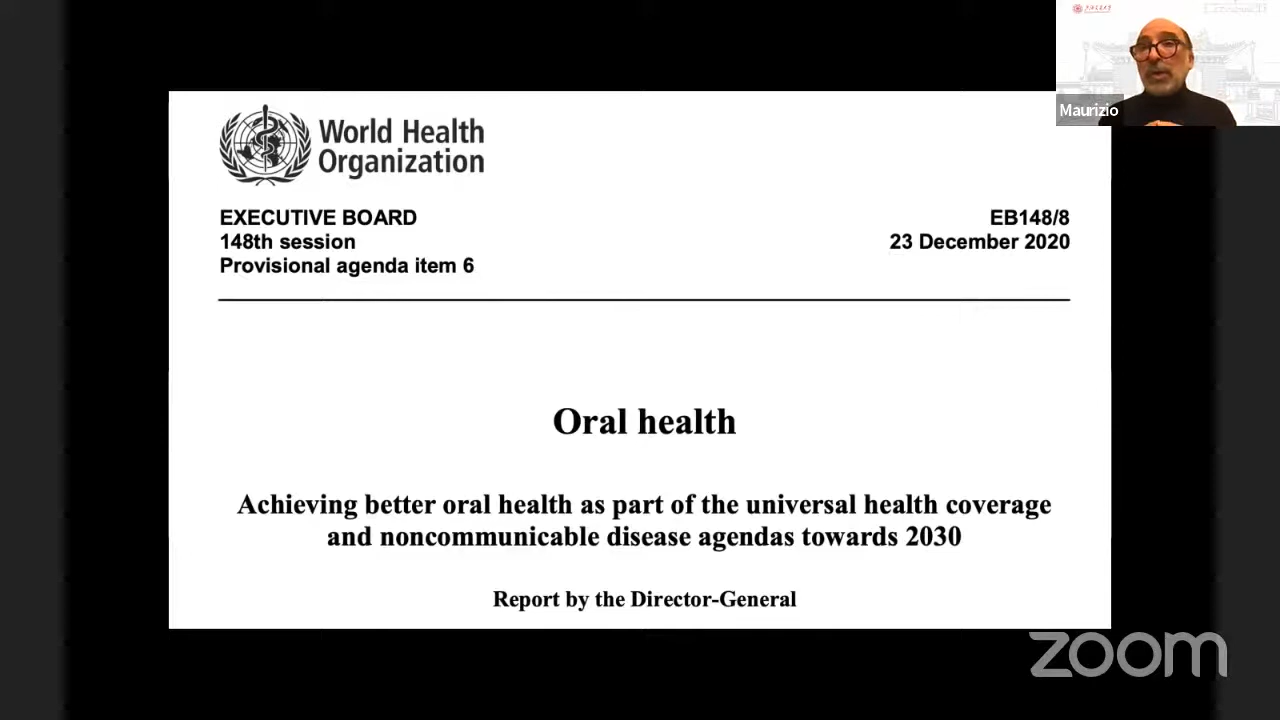 World Health
Organization
EXECUTIVE BOARD
148th session
Provisional agenda item 6
EB148/8
23 December 2020
Oral health
Achieving better oral health as part of the universal health coverage
and noncommunicable disease agendas towards 2030
Report by the Director-General
Maurizio
zoom